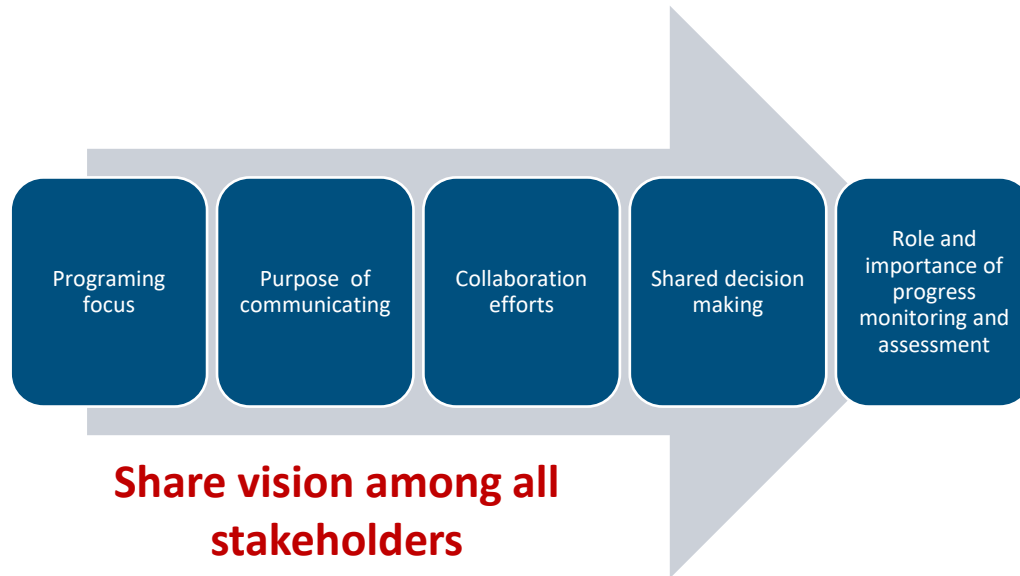 Programing
focus
Purpose of
communicating
Collaboration
efforts
Shared decision
making
Role and
importance of
progress
monitoring and
assessment
Share vision among all
stakeholders